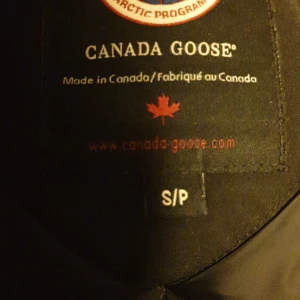 ARCTIC PROGRAM
CANADA GOOSE®
Made in Canada/Fabriqué au Canada
www.canada-goose.com
S/P